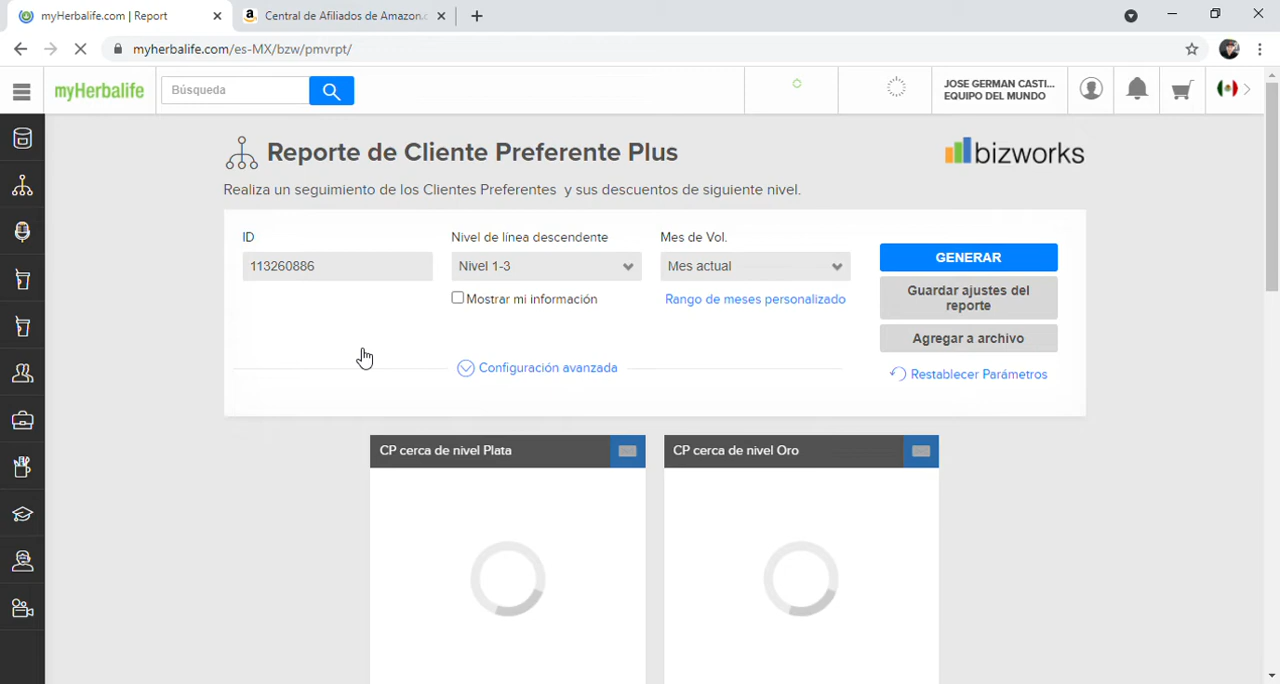 myHerbalife.com | Report
Central de Afiliados de Amazon.c
myherbalife.com/es-MX/bzw/pmvrpt/
myHerbalife
Búsqueda
JOSE GERMAN CASTI...
EQUIPO DEL MUNDO
Reporte de Cliente Preferente Plus
bizworks
Realiza un seguimiento de los Clientes Preferentes y sus descuentos de siguiente nivel.
ID
Nivel de línea descendente
Mes de Vol.
113260886
Nivel 1-3
Mes actual
GENERAR
Mostrar mi información
Rango de meses personalizado
Guardar ajustes del
reporte
Agregar a archivo
Configuración avanzada
Restablecer Parámetros
CP cerca de nivel Plata
CP cerca de nivel Oro